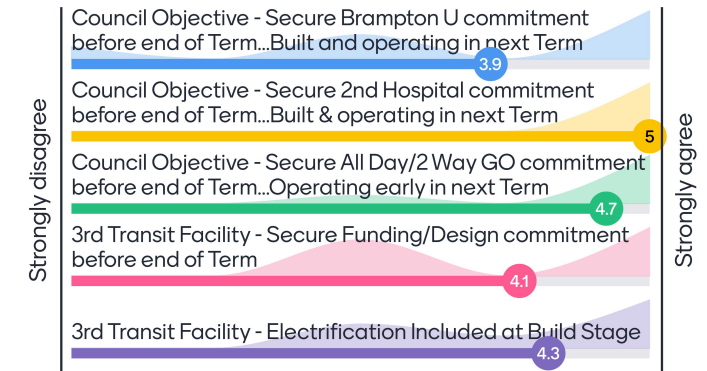 Council Objective - Secure Brampton U commitment
before end of Term...Built and operating in next Term
3.9
Council Objective - Secure 2nd Hospital commitment
before end of Term...Built & operating in next Term
5
Council Objective - Secure All Day/2 Way GO commitment
before end of Term...Operating early in next Term
4.7
3rd Transit Facility - Secure Funding/Design commitment
before end of Term
4.1
3rd Transit Facility - Electrification Included at Build Stage
4.3
Strongly disagree
Strongly agree